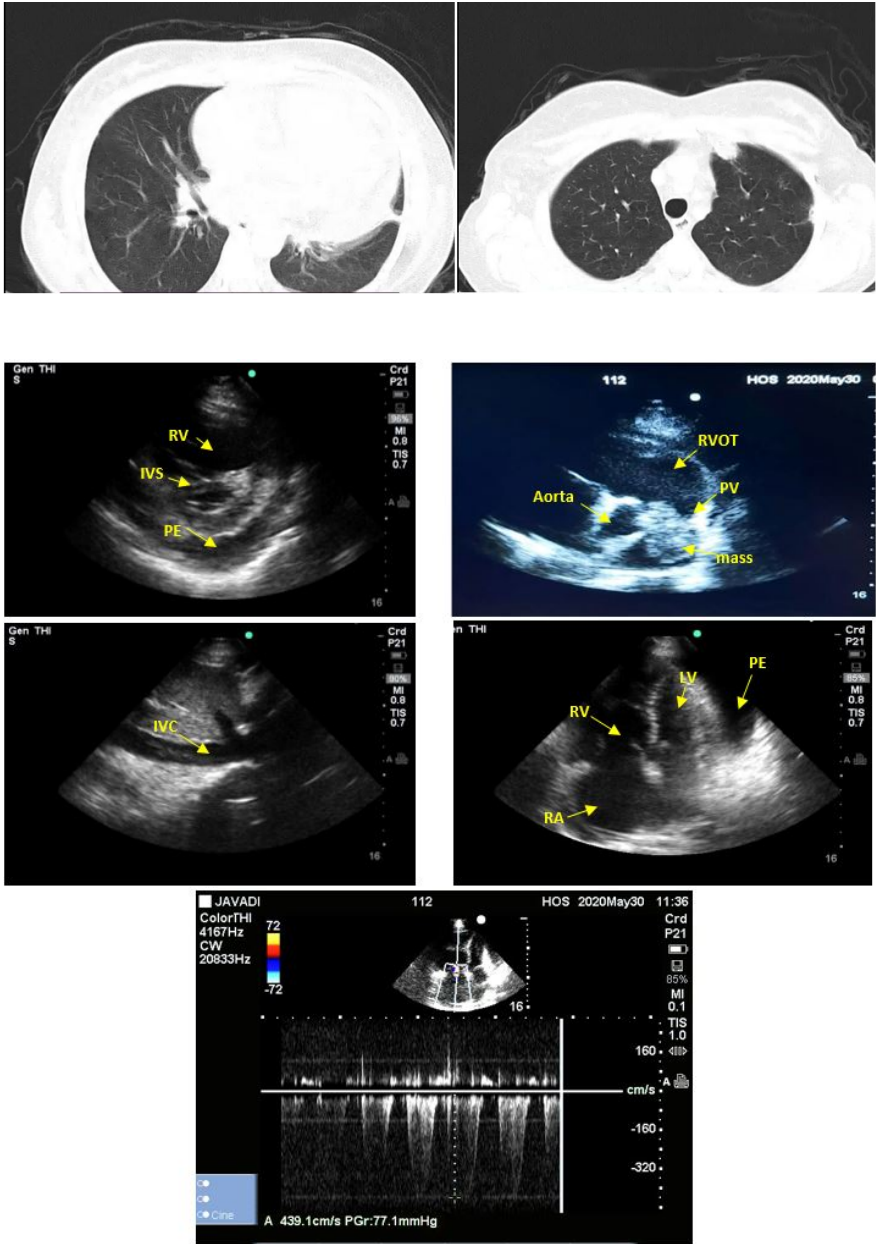 Gen THI
S
Crd
P21
96%
MI
0.8
TIS
0.7
A
RV
IVS
PE
16
112
HOS 2020May30
RVOT
Aorta
PV
mass
16
Gen THI
S
Crd
P21
90%
MI
0.8
TIS
0.7
A
IVC
16
n THI
Crd
P21
85%
MI
0.8
TIS
0.7
A
LV
PE
RV
RA
16
JAVADI
112
HOS 2020May30 11:36
ColorTHI
4167Hz
CW
20833Hz
72
-72
16
Crd
P21
85%
MI
0.1
TIS
1.0
A
160
cm/s
-160
-320
Cine
A 439.1cm/s PGr:77.1mmHg